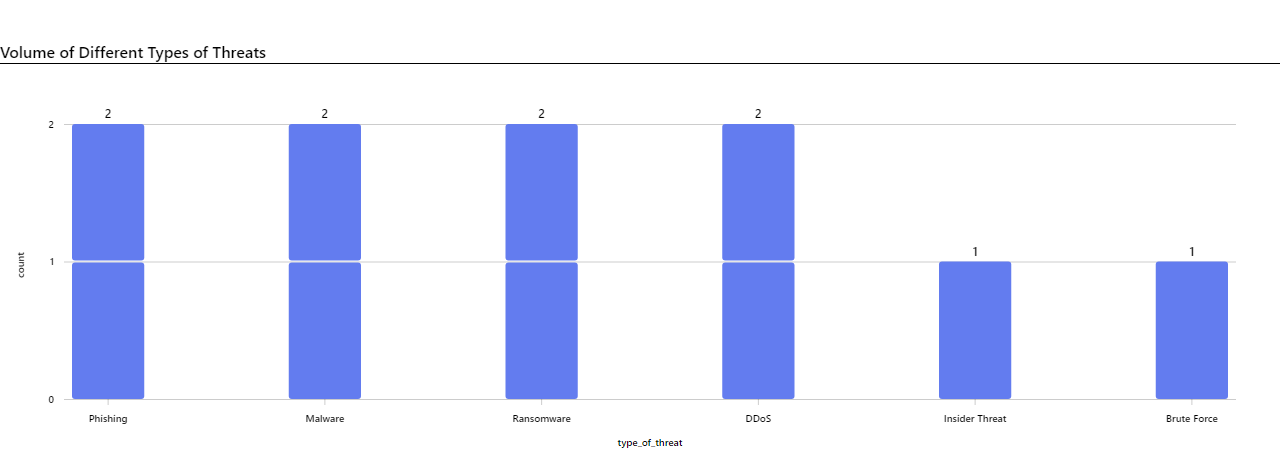 Volume of Different Types of Threats
2 2 2 2
2
1 1
count
1
0
Phishing Malware Ransomware DDoS Insider Threat Brute Force
type_of_threat